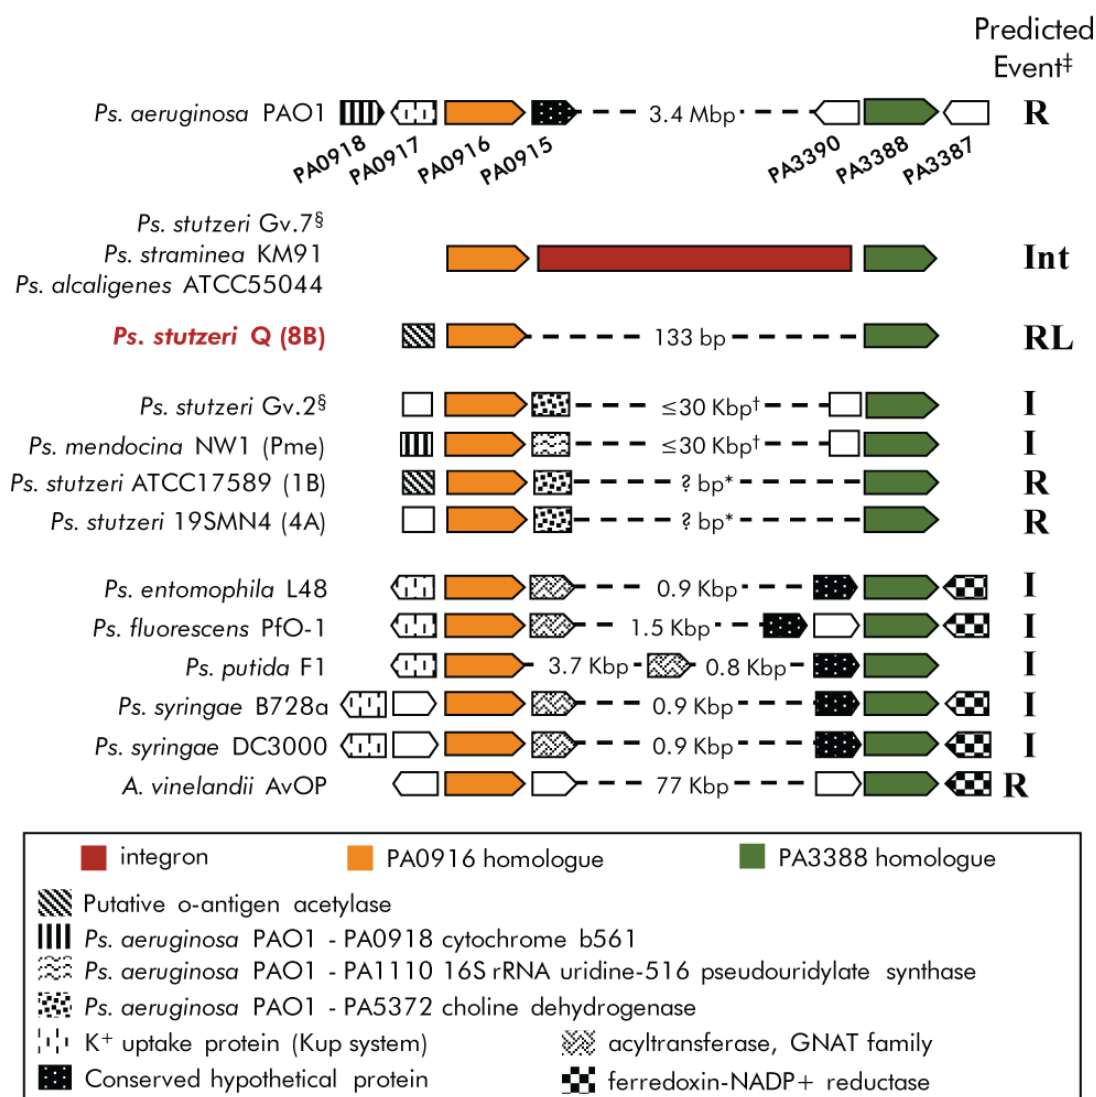 Predicted
Event‡
Ps. aeruginosa PAO1 3.4 Mbp R
PA0918 PA0917 PA0916 PA0915 PA3390 PA3388 PA3387
Ps. stutzeri Gv.7§
Ps. straminea KM91 Int
Ps. alcaligenes ATCC55044
Ps. stutzeri Q (8B) 133 bp RL
Ps. stutzeri Gv.2§ ≤30 Kbp† I
Ps. mendocina NW1 (Pme) ≤30 Kbp† I
Ps. stutzeri ATCC17589 (1B) ? bp* R
Ps. stutzeri 19SMN4 (4A) ? bp* R
Ps. entomophila L48 0.9 Kbp I
Ps. fluorescens PfO-1 1.5 Kbp I
Ps. putida F1 3.7 Kbp 0.8 Kbp I
Ps. syringae B728a 0.9 Kbp I
Ps. syringae DC3000 0.9 Kbp I
A. vinelandii AvOP 77 Kbp R
integron PA0916 homologue PA3388 homologue
Putative o-antigen acetylase
Ps. aeruginosa PAO1 - PA0918 cytochrome b561
Ps. aeruginosa PAO1 - PA1110 16S rRNA uridine-516 pseudouridylate synthase
Ps. aeruginosa PAO1 - PA5372 choline dehydrogenase
K+ uptake protein (Kup system) acyltransferase, GNAT family
Conserved hypothetical protein ferredoxin-NADP+ reductase